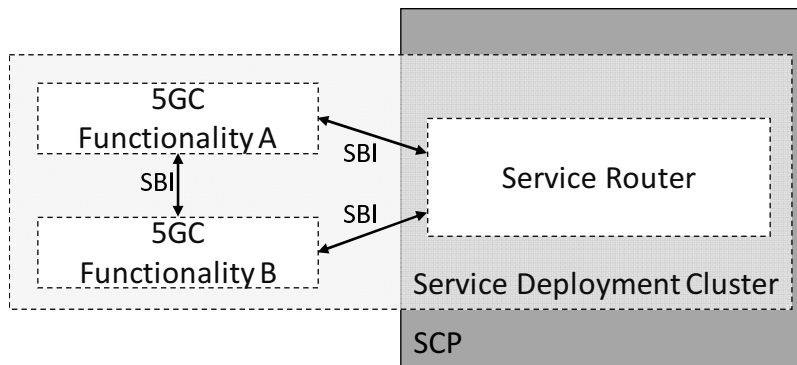 5GC
Functionality A
SBI
SBI
Service Router
SBI
5GC
Functionality B
Service Deployment Cluster
SCP